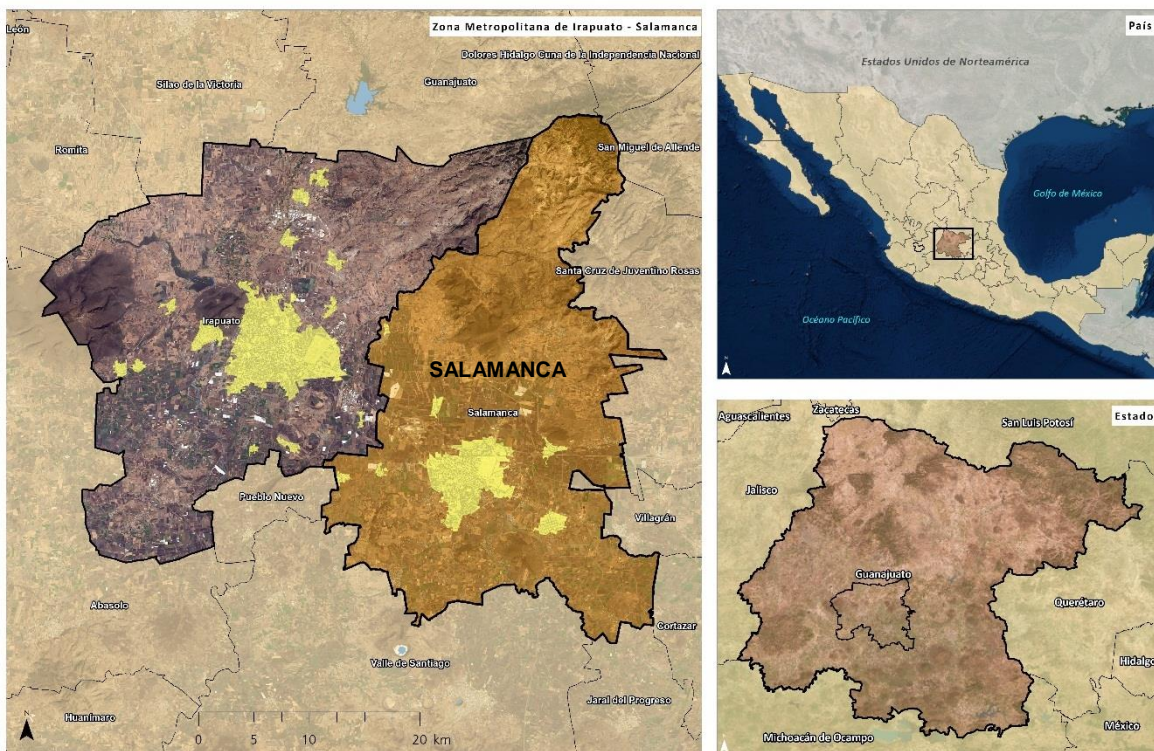 Zona Metropolitana de Irapuato - Salamanca
León
Dolores Hidalgo Cuna de la Independencia Nacional
Silao de la Victoria
Guanajuato
Romita
San Miguel de Allende
Santa Cruz de Juventino Rosas
Irapuato
SALAMANCA
Salamanca
Pueblo Nuevo
Villagrán
Abasolo
Cortazar
Valle de Santiago
Jaral del Progreso
Huanímaro
N
0 5 10 20 km
País
Estados Unidos de Norteamérica
Golfo de México
Océano Pacífico
Estado
Aguascalientes
Zacatecas
San Luis Potosí
Jalisco
Guanajuato
Querétaro
Hidalgo
México
Michoacán de Ocampo